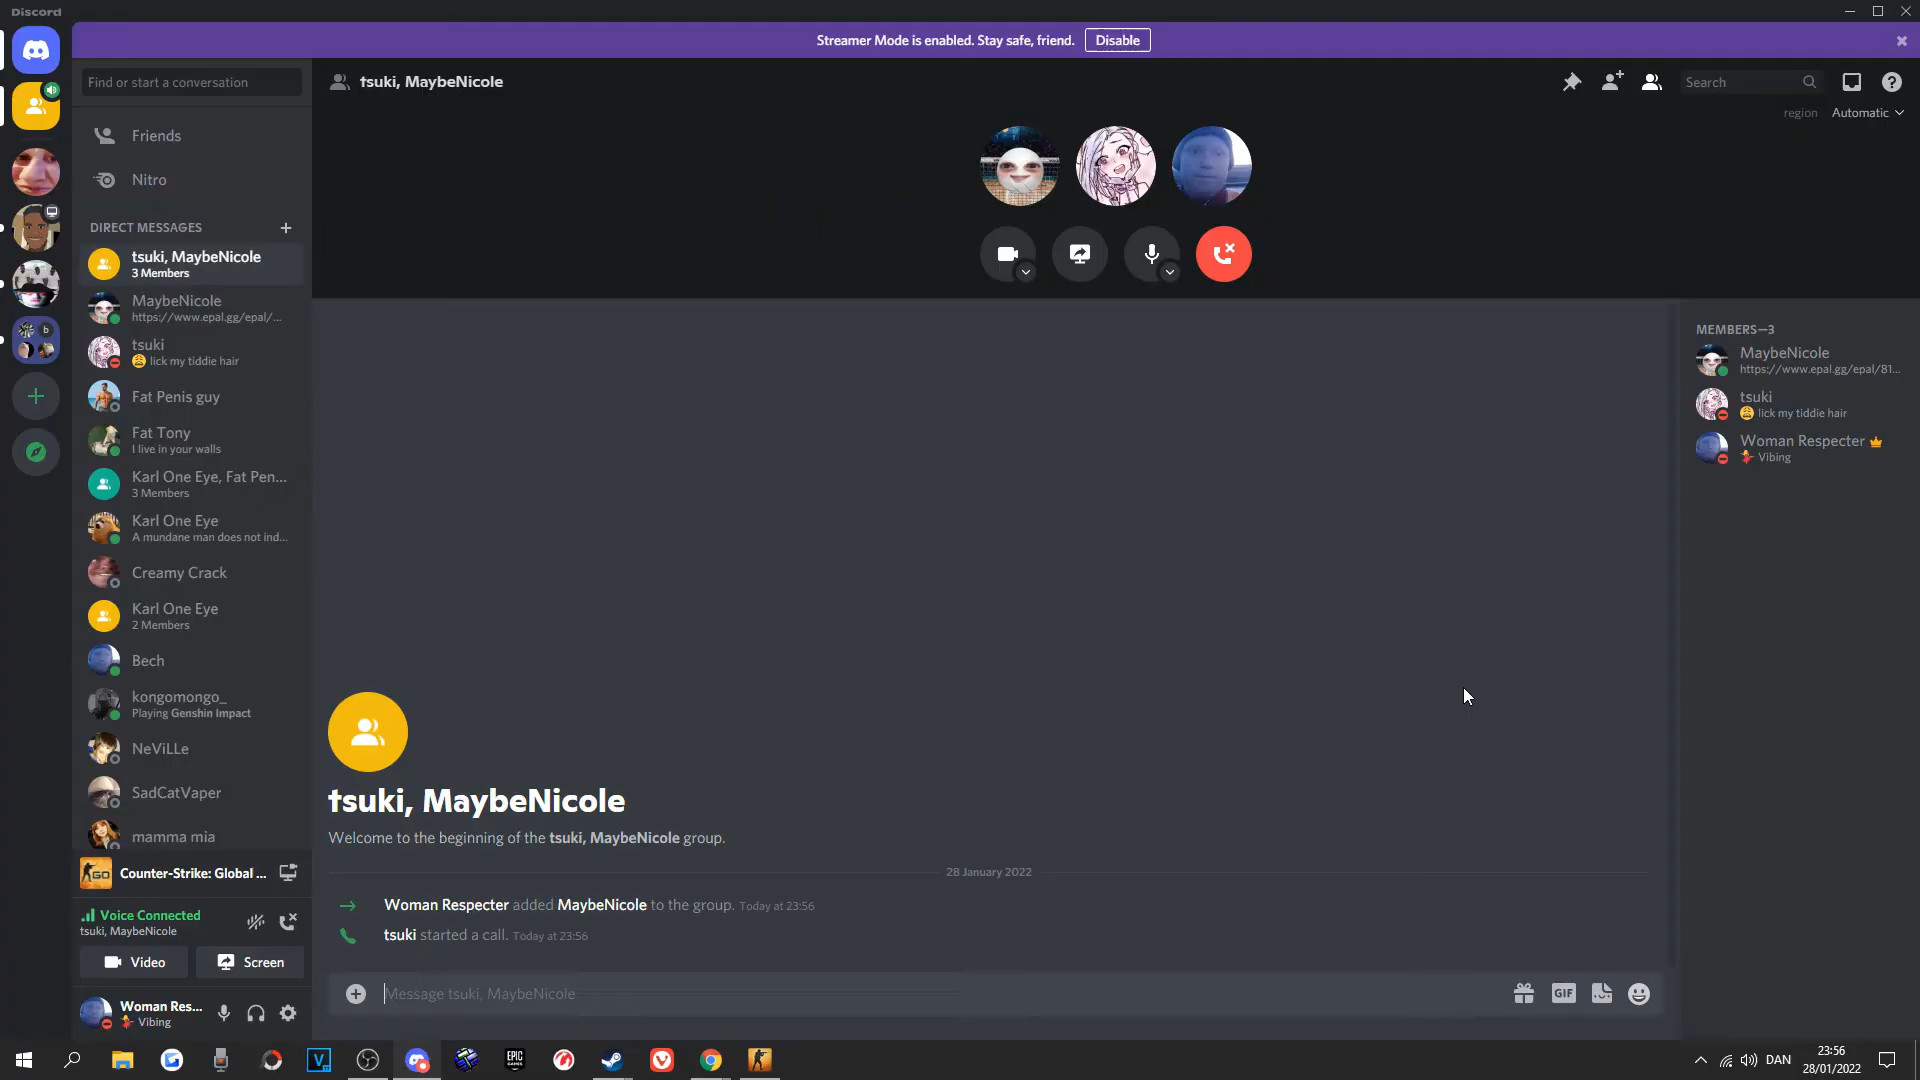 Discord
Streamer Mode is enabled. Stay safe, friend.
Disable
Find or start a conversation
tsuki, MaybeNicole
Search
region
Automatic
Friends
Nitro
DIRECT MESSAGES
tsuki, MaybeNicole
3 Members
MaybeNicole
https://www.epal.gg/epal/...
tsuki
lick my tiddie hair
Fat Penis guy
Fat Tony
I live in your walls
Karl One Eye, Fat Pen...
3 Members
Karl One Eye
A mundane man does not ind...
Creamy Crack
Karl One Eye
2 Members
Bech
kongomongo_
Playing Genshin Impact
NeViLLe
SadCatVaper
mamma mia
GO
Counter-Strike: Global ...
Voice Connected
tsuki, MaybeNicole
Video
Screen
Woman Res...
Vibing
MEMBERS—3
MaybeNicole
https://www.epal.gg/epal/81...
tsuki
lick my tiddie hair
Woman Respecter
Vibing
tsuki, MaybeNicole
Welcome to the beginning of the tsuki, MaybeNicole group.
28 January 2022
Woman Respecter added MaybeNicole to the group. Today at 23:56
tsuki started a call. Today at 23:56
Message tsuki, MaybeNicole
GIF
EPIC
DAN
23:56
28/01/2022